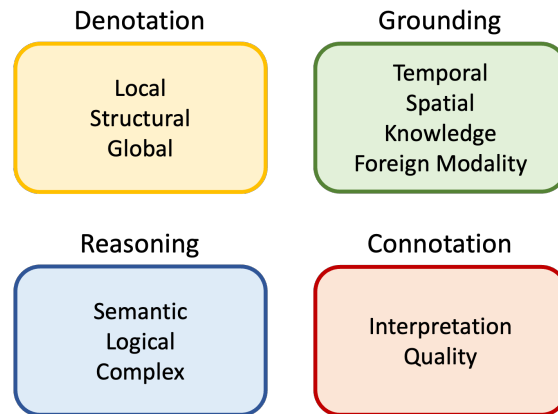 Denotation
Local
Structural
Global
Grounding
Temporal
Spatial
Knowledge
Foreign Modality
Reasoning
Semantic
Logical
Complex
Connotation
Interpretation
Quality